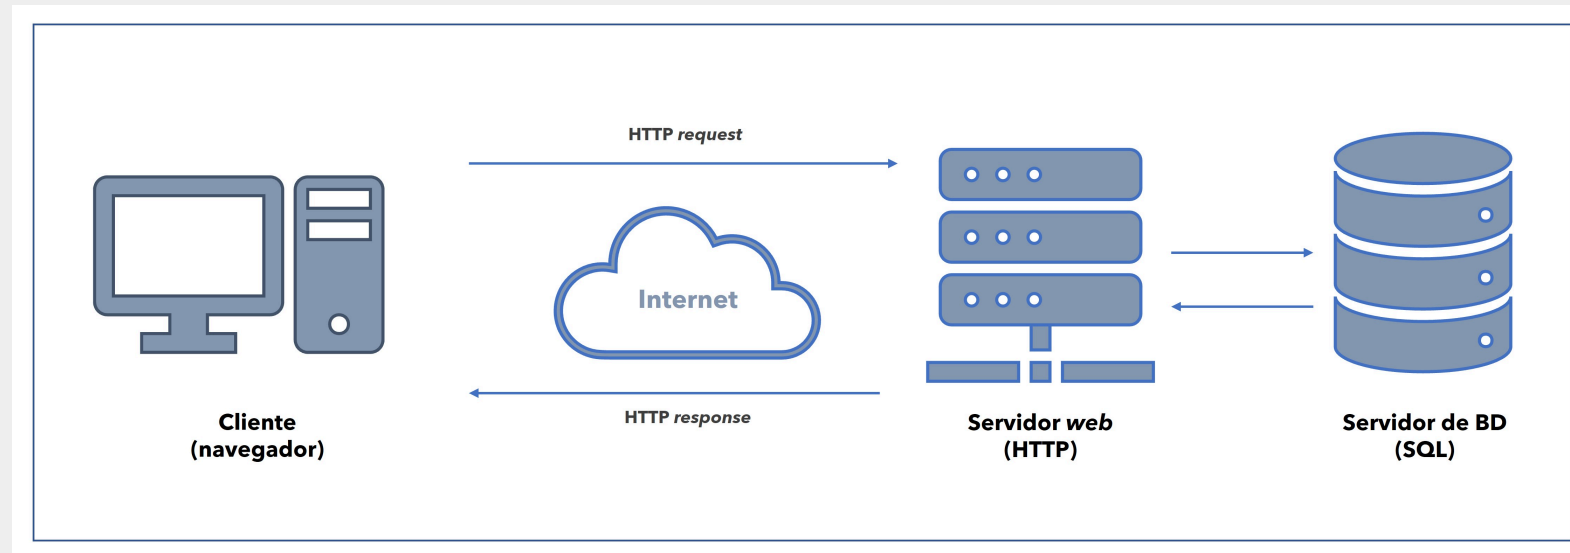 HTTP request
Internet
HTTP response
Cliente
(navegador)
Servidor web
(HTTP)
Servidor de BD
(SQL)